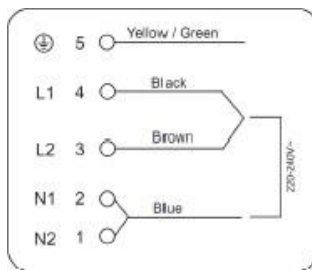 5 Yellow / Green
L1 4 Black
L2 3 Brown
N1 2
Blue
N2 1
220-240V~